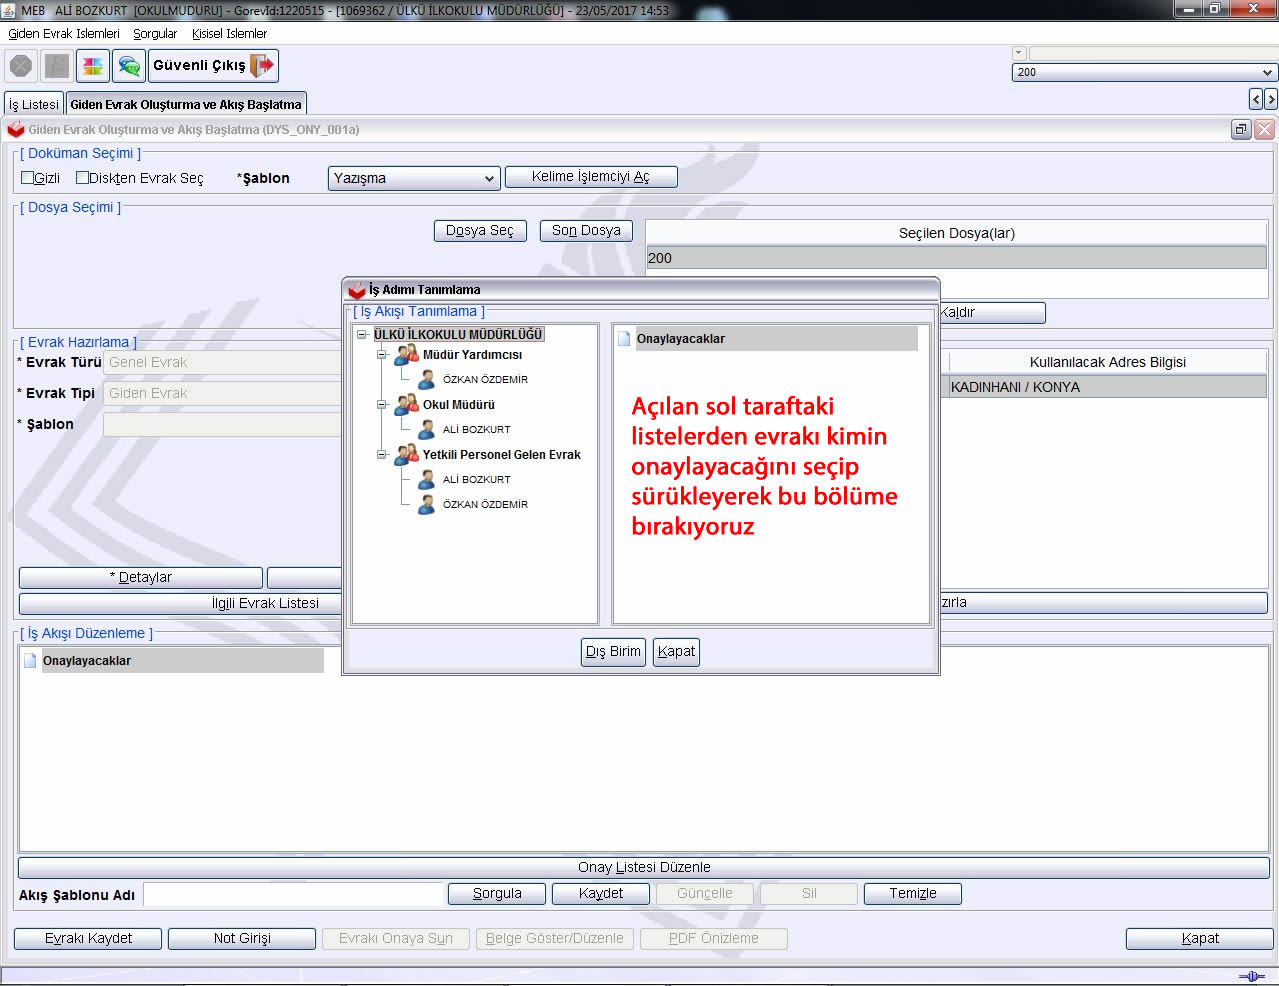 MEB   ALİ BOZKURT  [OKULMUDURU] - GorevId:1220515 - [1069362 / ÜLKÜ İLKOKULU MÜDÜRLÜĞÜ] - 23/05/2017 14:53
Giden Evrak Islemleri   Sorgular   Kisisel Islemler
Güvenli Çıkış
200
İş Listesi   Giden Evrak Oluşturma ve Akış Başlatma
Giden Evrak Oluşturma ve Akış Başlatma (DYS_ONY_001a)
[ Doküman Seçimi ]
Gizli   Diskten Evrak Seç   *Şablon   Yazışma   Kelime İşlemciyi Aç
[ Dosya Seçimi ]
Dosya Seç   Son Dosya   Seçilen Dosya(lar)
200
Kaldır
İş Adımı Tanımlama
[ İş Akışı Tanımlama ]
ÜLKÜ İLKOKULU MÜDÜRLÜĞÜ
Müdür Yardımcısı
ÖZKAN ÖZDEMİR
Okul Müdürü
ALİ BOZKURT
Yetkili Personel Gelen Evrak
ALİ BOZKURT
ÖZKAN ÖZDEMİR
Onaylayacaklar
Açılan sol taraftaki
listelerden evrakı kimin
onaylayacağını seçip
sürükleyerek bu bölüme
bırakıyoruz
Dış Birim   Kapat
[ Evrak Hazırlama ]
* Evrak Türü   Genel Evrak
* Evrak Tipi   Giden Evrak
* Şablon
Kullanılacak Adres Bilgisi
KADINHANI / KONYA
* Detaylar
İlgili Evrak Listesi
[ İş Akışı Düzenleme ]
Onaylayacaklar
Onay Listesi Düzenle
Akış Şablonu Adı   Sorgula   Kaydet   Güncelle   Sil   Temizle
Evrakı Kaydet   Not Girişi   Evrakı Onaya Sun   Belge Göster/Düzenle   PDF Önizleme   Kapat